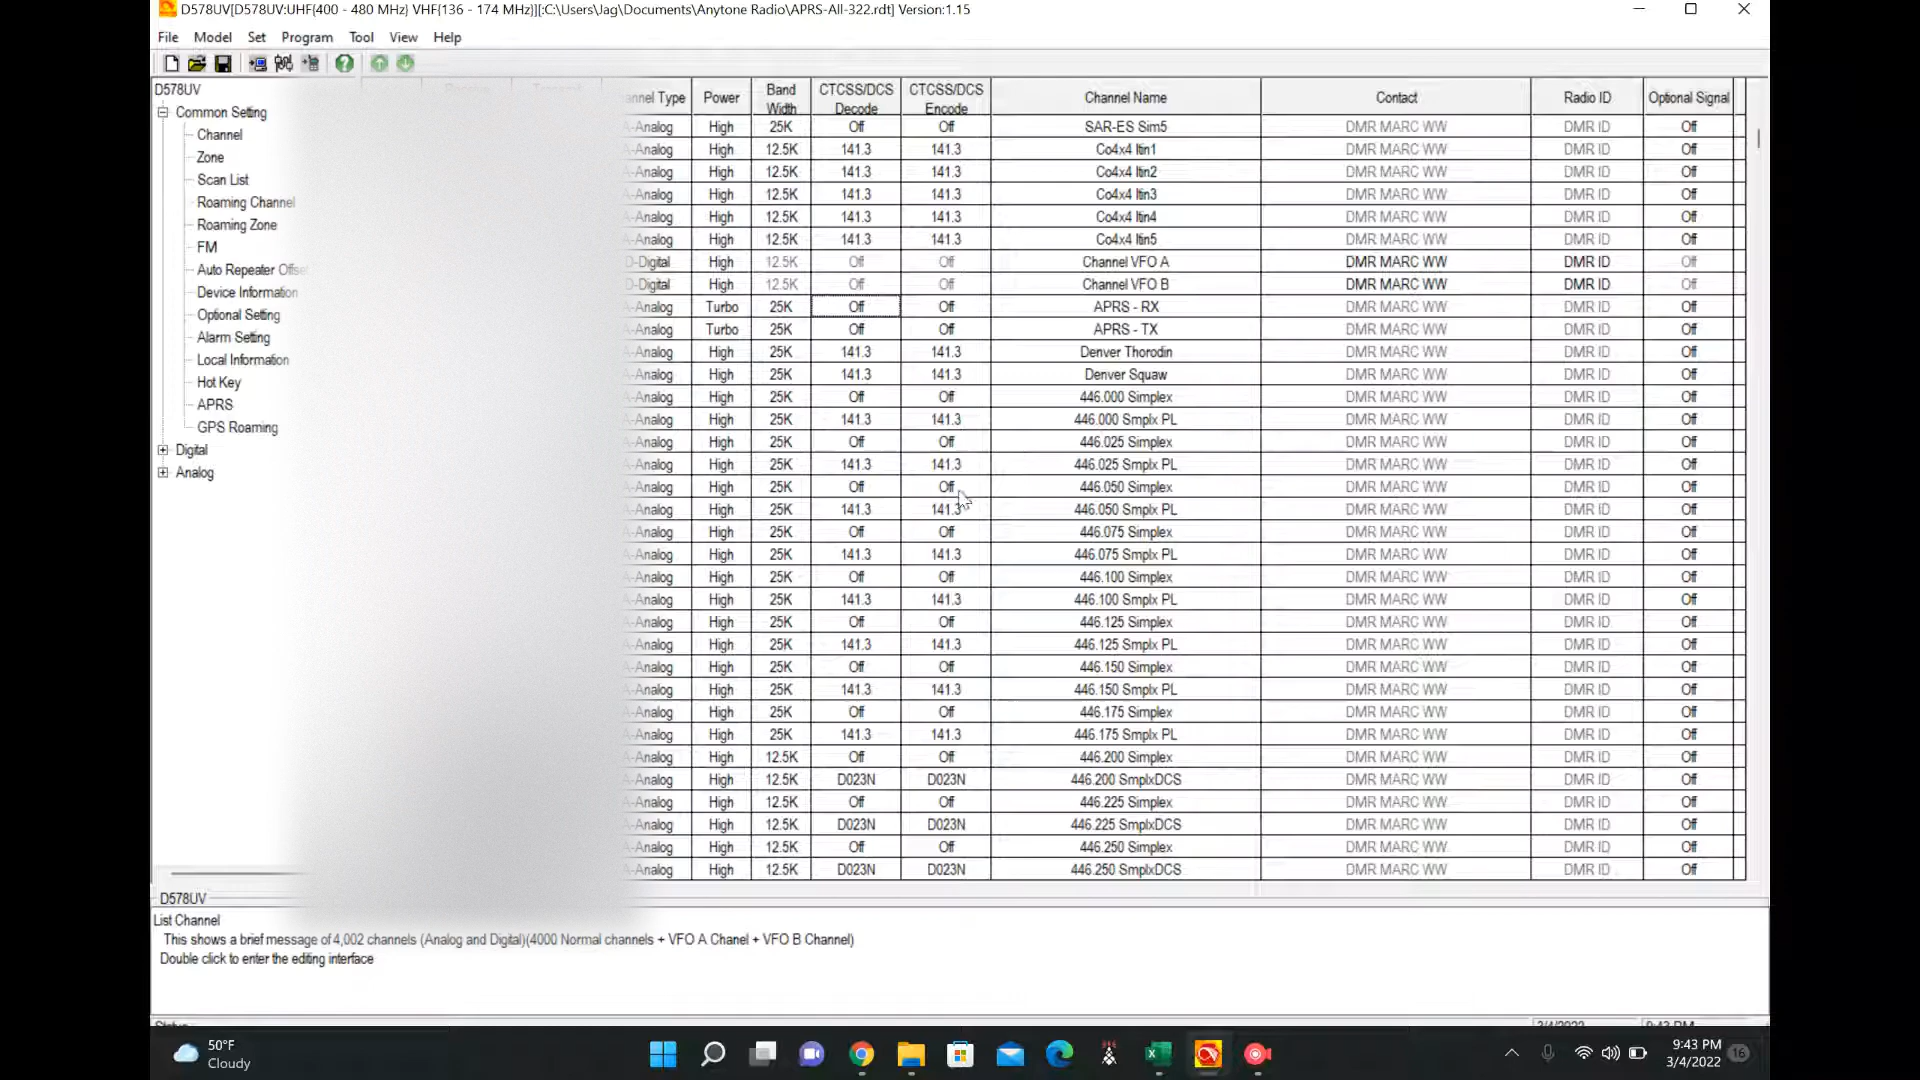 D578UV[D578UV:UHF{400 - 480 MHz} VHF{136 - 174 MHz}][:C:\Users\Jag\Documents\Anytone Radio\APRS-All-322.rdt] Version:1.15
File Model Set Program Tool View Help
D578UV
Common Setting
Channel
Zone
Scan List
Roaming Channel
Roaming Zone
FM
Auto Repeater
Device Information
Optional Setting
Alarm Setting
Local Information
Hot Key
APRS
GPS Roaming
Digital
Analog
Type Power Band Width CTCSS/DCS Decode CTCSS/DCS Encode Channel Name Contact Radio ID Optional Signal
A-Analog High 25K Off Off SAR-ES Sim5 DMR MARC WW DMR ID Off
A-Analog High 12.5K 141.3 141.3 Co4x4 Itin1 DMR MARC WW DMR ID Off
A-Analog High 12.5K 141.3 141.3 Co4x4 Itin2 DMR MARC WW DMR ID Off
A-Analog High 12.5K 141.3 141.3 Co4x4 Itin3 DMR MARC WW DMR ID Off
A-Analog High 12.5K 141.3 141.3 Co4x4 Itin4 DMR MARC WW DMR ID Off
A-Analog High 12.5K 141.3 141.3 Co4x4 Itin5 DMR MARC WW DMR ID Off
D-Digital High 12.5K Off Off Channel VFO A DMR MARC WW DMR ID Off
D-Digital High 12.5K Off Off Channel VFO B DMR MARC WW DMR ID Off
A-Analog Turbo 25K Off Off APRS - RX DMR MARC WW DMR ID Off
A-Analog Turbo 25K Off Off APRS - TX DMR MARC WW DMR ID Off
A-Analog High 25K 141.3 141.3 Denver Thorodin DMR MARC WW DMR ID Off
A-Analog High 25K 141.3 141.3 Denver Squaw DMR MARC WW DMR ID Off
A-Analog High 25K Off Off 446.000 Simplex DMR MARC WW DMR ID Off
A-Analog High 25K 141.3 141.3 446.000 Smplx PL DMR MARC WW DMR ID Off
A-Analog High 25K Off Off 446.025 Simplex DMR MARC WW DMR ID Off
A-Analog High 25K 141.3 141.3 446.025 Smplx PL DMR MARC WW DMR ID Off
A-Analog High 25K Off Off 446.050 Simplex DMR MARC WW DMR ID Off
A-Analog High 25K 141.3 141.3 446.050 Smplx PL DMR MARC WW DMR ID Off
A-Analog High 25K Off Off 446.075 Simplex DMR MARC WW DMR ID Off
A-Analog High 25K 141.3 141.3 446.075 Smplx PL DMR MARC WW DMR ID Off
A-Analog High 25K Off Off 446.100 Simplex DMR MARC WW DMR ID Off
A-Analog High 25K 141.3 141.3 446.100 Smplx PL DMR MARC WW DMR ID Off
A-Analog High 25K Off Off 446.125 Simplex DMR MARC WW DMR ID Off
A-Analog High 25K 141.3 141.3 446.125 Smplx PL DMR MARC WW DMR ID Off
A-Analog High 25K Off Off 446.150 Simplex DMR MARC WW DMR ID Off
A-Analog High 25K 141.3 141.3 446.150 Smplx PL DMR MARC WW DMR ID Off
A-Analog High 25K Off Off 446.175 Simplex DMR MARC WW DMR ID Off
A-Analog High 25K 141.3 141.3 446.175 Smplx PL DMR MARC WW DMR ID Off
A-Analog High 12.5K Off Off 446.200 Simplex DMR MARC WW DMR ID Off
A-Analog High 12.5K D023N D023N 446.200 SmplxDCS DMR MARC WW DMR ID Off
A-Analog High 12.5K Off Off 446.225 Simplex DMR MARC WW DMR ID Off
A-Analog High 12.5K D023N D023N 446.225 SmplxDCS DMR MARC WW DMR ID Off
A-Analog High 12.5K Off Off 446.250 Simplex DMR MARC WW DMR ID Off
A-Analog High 12.5K D023N D023N 446.250 SmplxDCS DMR MARC WW DMR ID Off
D578UV
List Channel
This shows a brief message of 4,002 channels (Analog and Digital)(4000 Normal channels + VFO A Chanel + VFO B Channel)
Double click to enter the editing interface
50°F
Cloudy
9:43 PM
3/4/2022
16